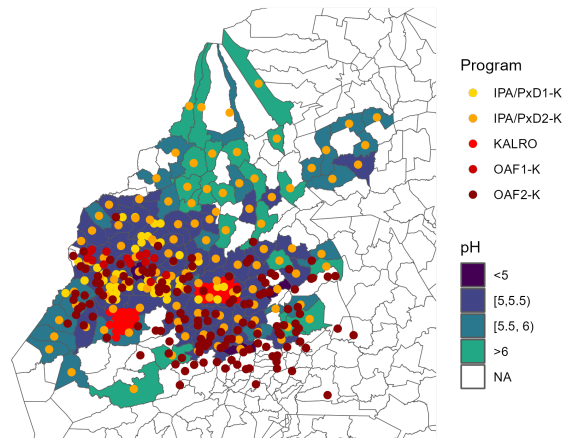 Program
IPA/PxD1-K
IPA/PxD2-K
KALRO
OAF1-K
OAF2-K
pH
<5
[5,5.5)
[5.5, 6)
>6
NA